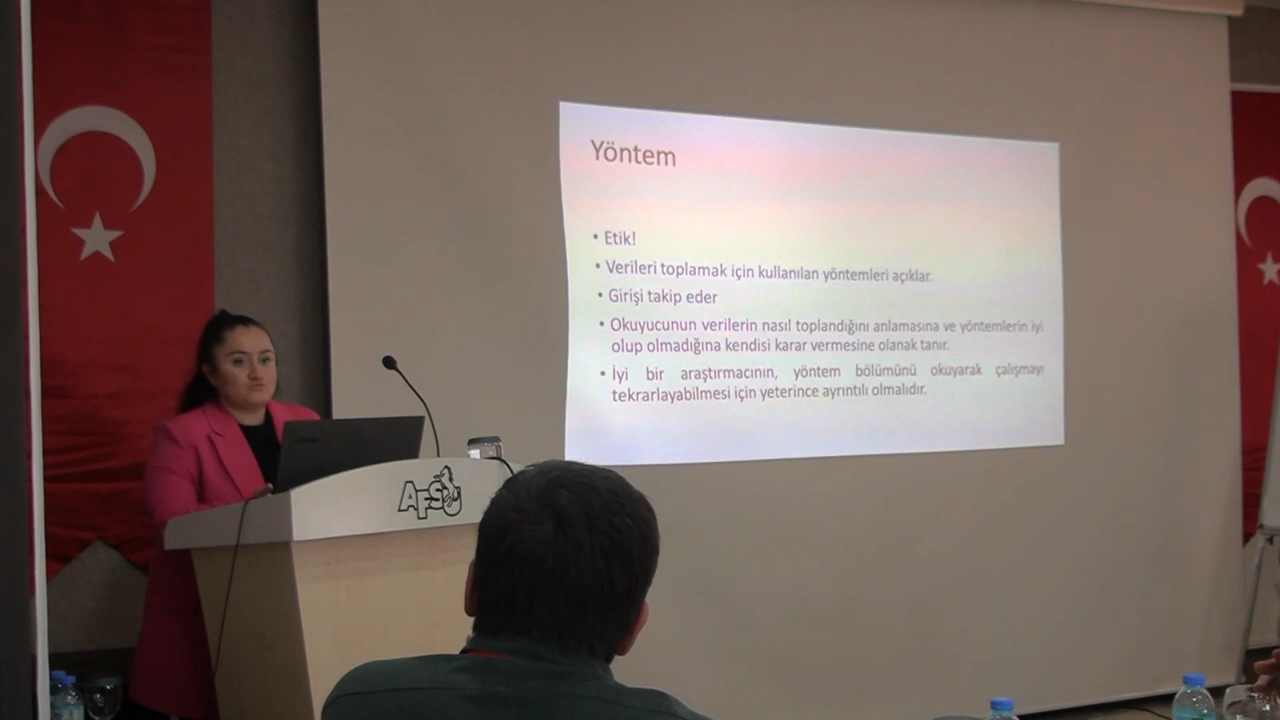 Yöntem
• Etik!
• Verileri toplamak için kullanılan yöntemleri açıklar.
• Girişi takip eder
• Okuyucunun verilerin nasıl toplandığını anlamasına ve yöntemlerin iyi
olup olmadığına kendisi karar vermesine olanak tanır.
• İyi bir araştırmacının, yöntem bölümünü okuyarak çalışmayı
tekrarlayabilmesi için yeterince ayrıntılı olmalıdır.
AFSU